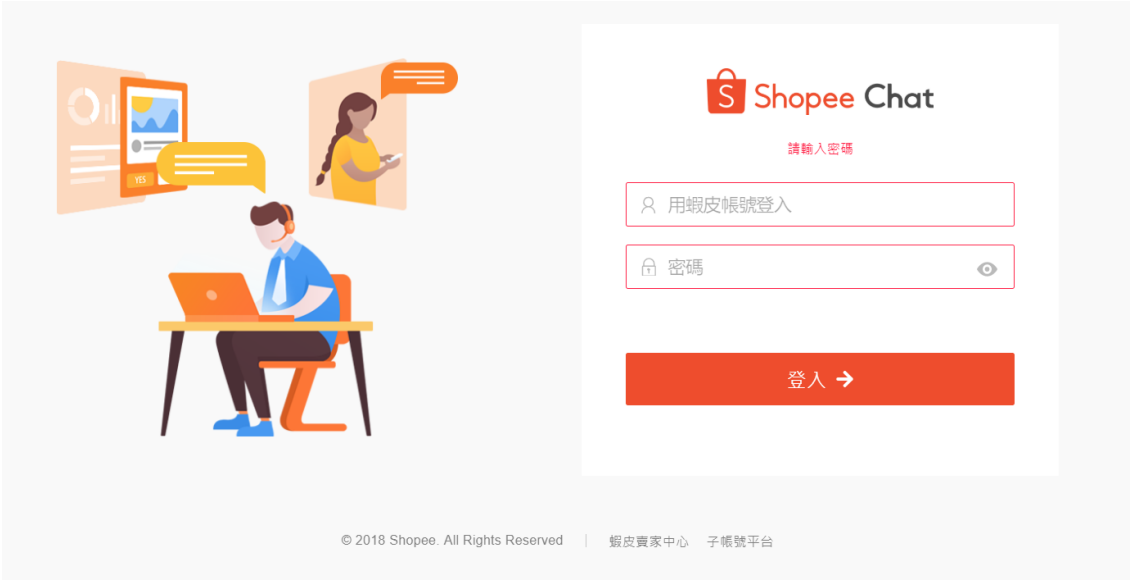 YES
S Shopee Chat
請輸入密碼
用蝦皮帳號登入
密碼
登入
© 2018 Shopee. All Rights Reserved | 蝦皮賣家中心 子帳號平台